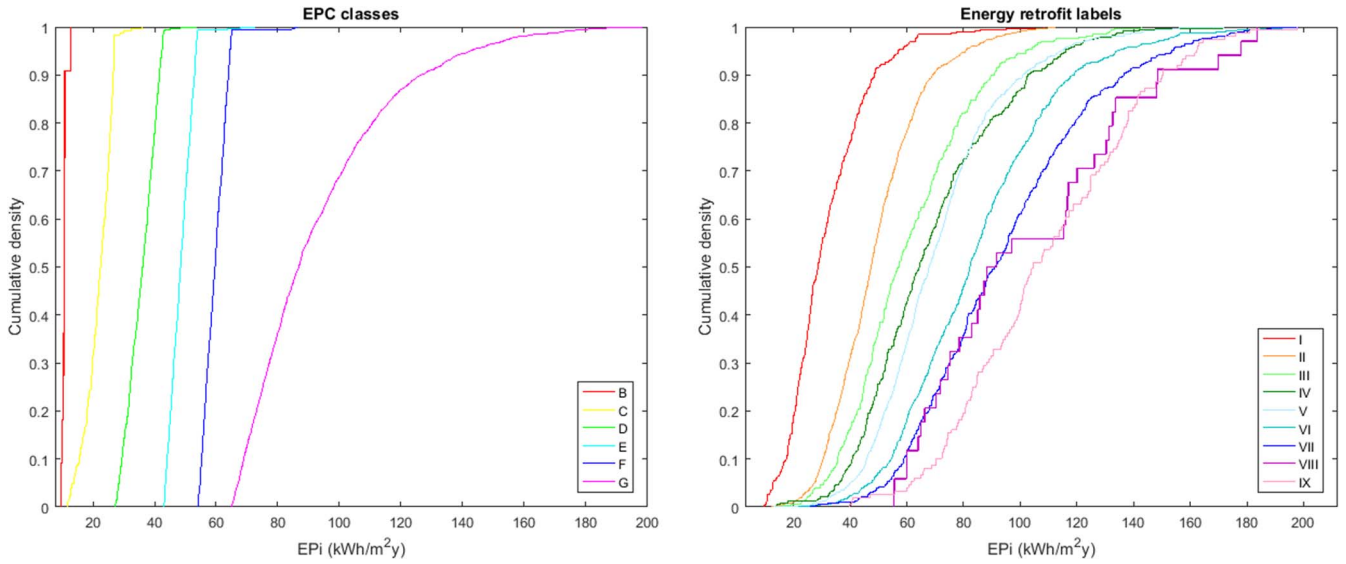 EPC classes
1
0.9
0.8
0.7
0.6
0.5
0.4
0.3
0.2
0.1
0
Cumulative density
20 40 60 80 100 120 140 160 180 200
EPi (kWh/m²y)
B
C
D
E
F
G
Energy retrofit labels
1
0.9
0.8
0.7
0.6
0.5
0.4
0.3
0.2
0.1
0
Cumulative density
20 40 60 80 100 120 140 160 180 200
EPi (kWh/m²y)
I
II
III
IV
V
VI
VII
VIII
IX